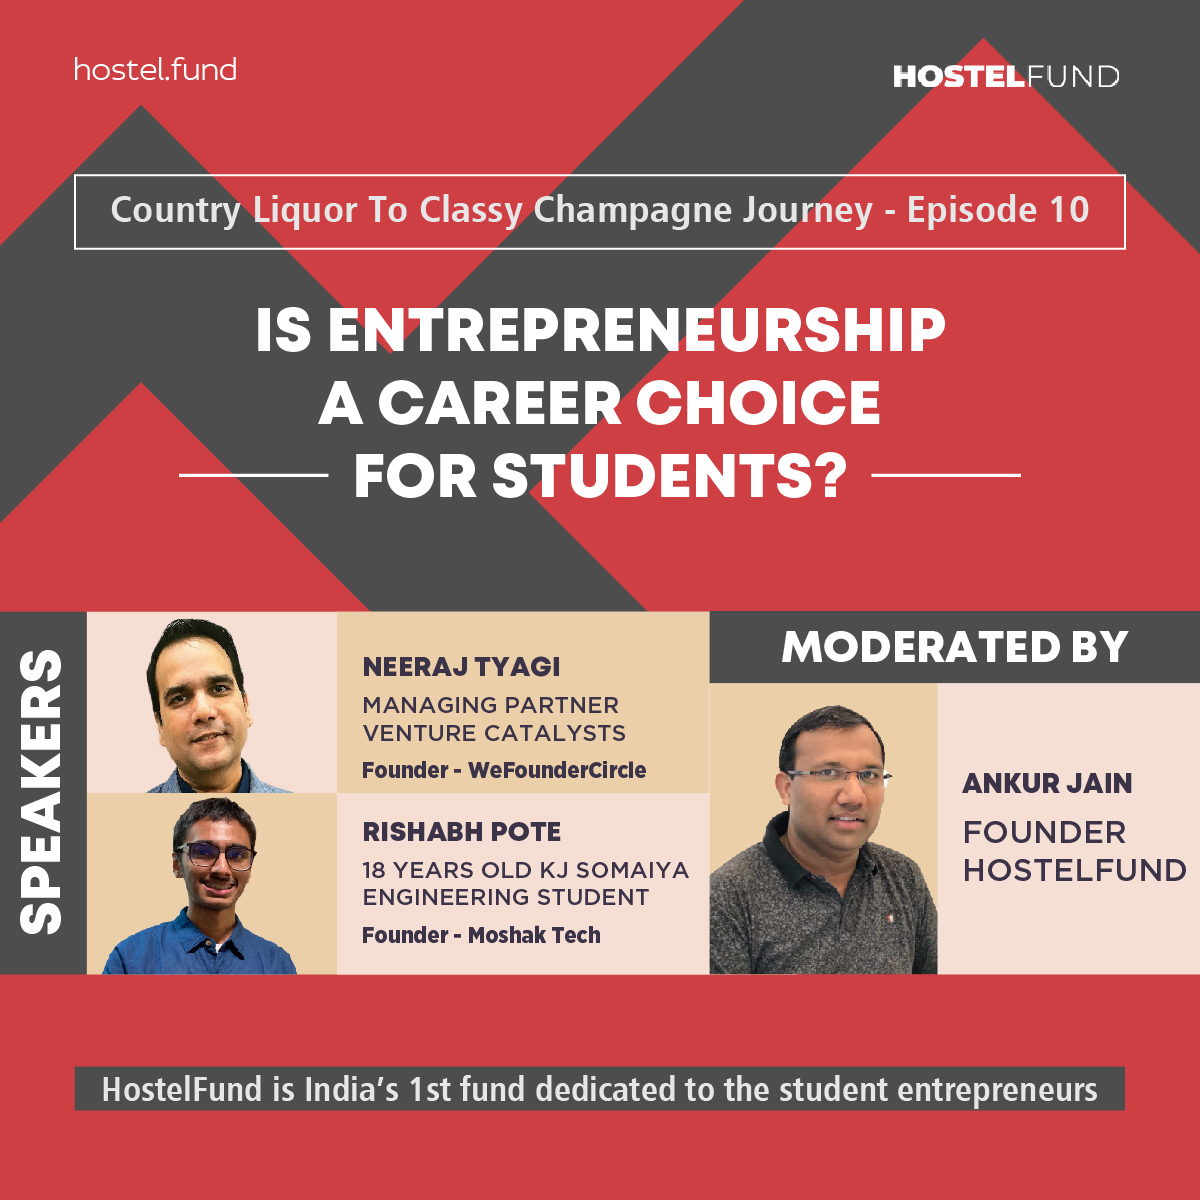 hostel.fund
HOSTELFUND
Country Liquor To Classy Champagne Journey - Episode 10
IS ENTREPRENEURSHIP
A CAREER CHOICE
FOR STUDENTS?
SPEAKERS
NEERAJ TYAGI
MANAGING PARTNER
VENTURE CATALYSTS
Founder - WeFounderCircle
RISHABH POTE
18 YEARS OLD KJ SOMAIYA
ENGINEERING STUDENT
Founder - Moshak Tech
MODERATED BY
ANKUR JAIN
FOUNDER
HOSTELFUND
HostelFund is India’s 1st fund dedicated to the student entrepreneurs